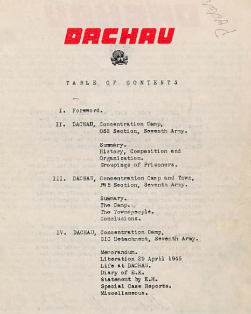 DACHAU
TABLE OF CONTENTS
I. Foreword.
II. DACHAU, Concentration Camp,
OSS Section, Seventh Army.
Summary.
History, Composition and
Organization.
Groupings of Prisoners.
III. DACHAU, Concentration Camp and Town,
PWB Section, Seventh Army.
Summary.
The Camp.
The Townspeople.
Conclusions.
IV. DACHAU, Concentration Camp,
CIC Detachment, Seventh Army.
Memorandum.
Liberation 29 April 1945
Life at DACHAU.
Diary of E.K.
Statement by E.H.
Special Case Reports.
Miscellaneous.